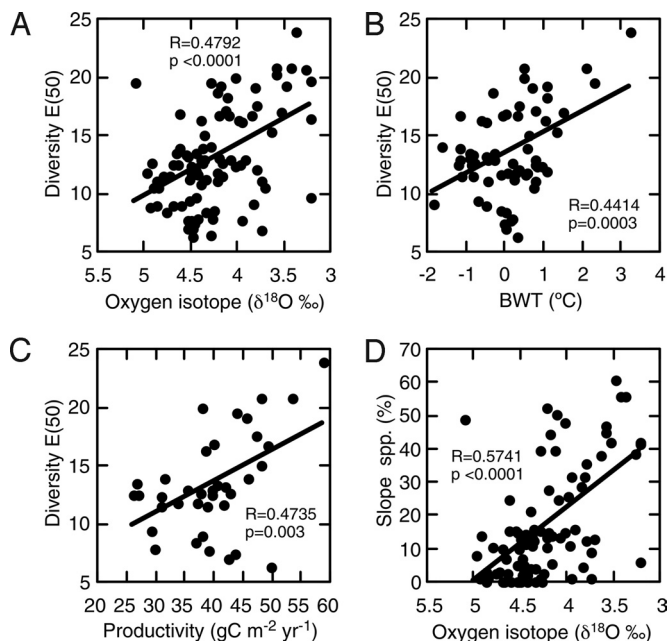 A
R=0.4792
p <0.0001
Diversity E(50)
25
20
15
10
5
5.5 5 4.5 4 3.5 3
Oxygen isotope (δ¹⁸O ‰)
B
R=0.4414
p=0.0003
Diversity E(50)
25
20
15
10
5
-2 -1 0 1 2 3 4
BWT (ºC)
C
R=0.4735
p=0.003
Diversity E(50)
25
20
15
10
5
20 25 30 35 40 45 50 55 60
Productivity (gC m⁻² yr⁻¹)
D
R=0.5741
p <0.0001
Slope spp. (%)
70
60
50
40
30
20
10
0
5.5 5 4.5 4 3.5 3
Oxygen isotope (δ¹⁸O ‰)